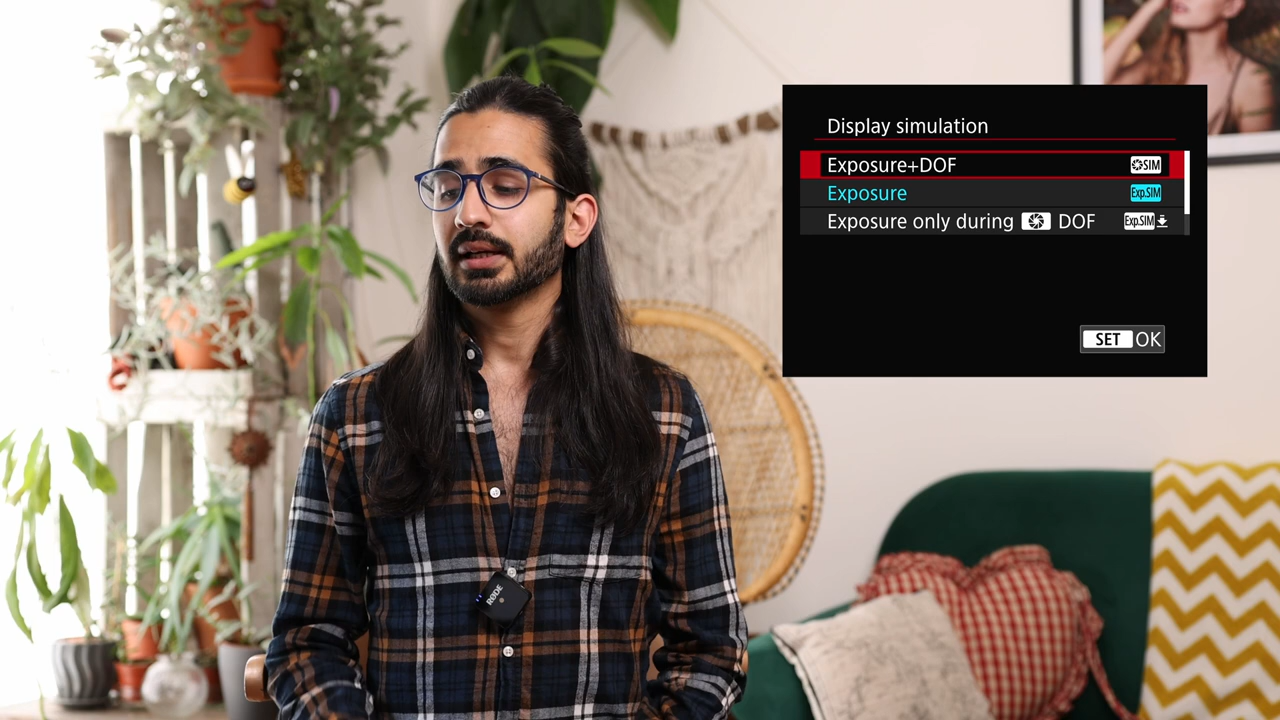 Display simulation
Exposure+DOF SIM
Exposure Exp.SIM
Exposure only during DOF Exp.SIM
SET OK
RØDE